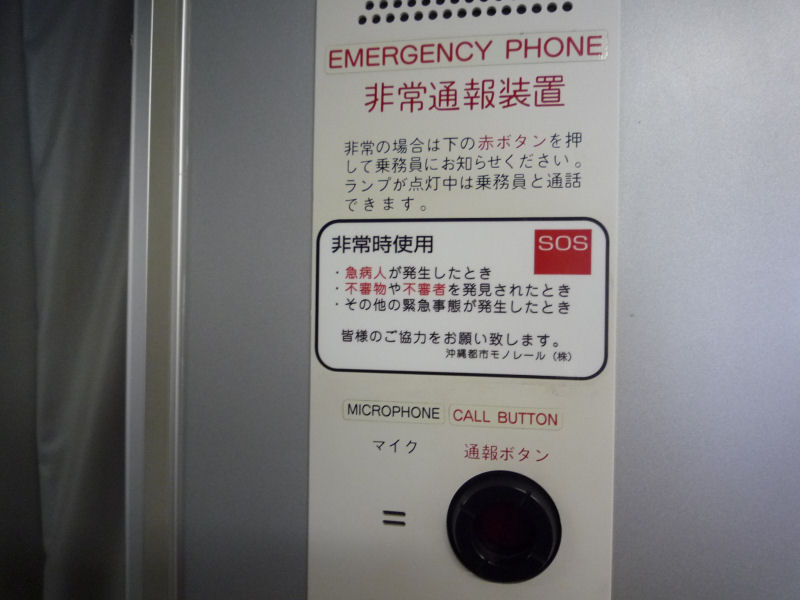 EMERGENCY PHONE
非常通報装置
非常の場合は下の赤ボタンを押
して乗務員にお知らせください。
ランプが点灯中は乗務員と通話
できます。
非常時使用
SOS
・急病人が発生したとき
・不審物や不審者を発見されたとき
・その他の緊急事態が発生したとき
皆様のご協力をお願い致します。
沖縄都市モノレール（株）
MICROPHONE
CALL BUTTON
マイク
通報ボタン